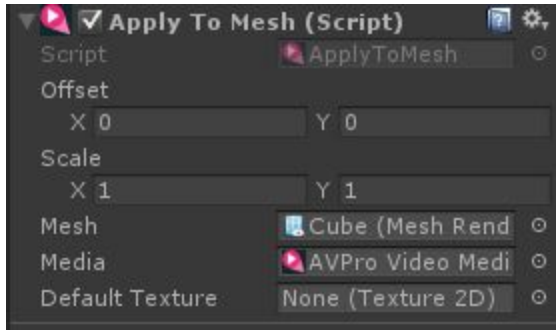 Apply To Mesh (Script)
Script ApplyToMesh
Offset
X 0 Y 0
Scale
X 1 Y 1
Mesh Cube (Mesh Rend
Media AVPro Video Medi
Default Texture None (Texture 2D)